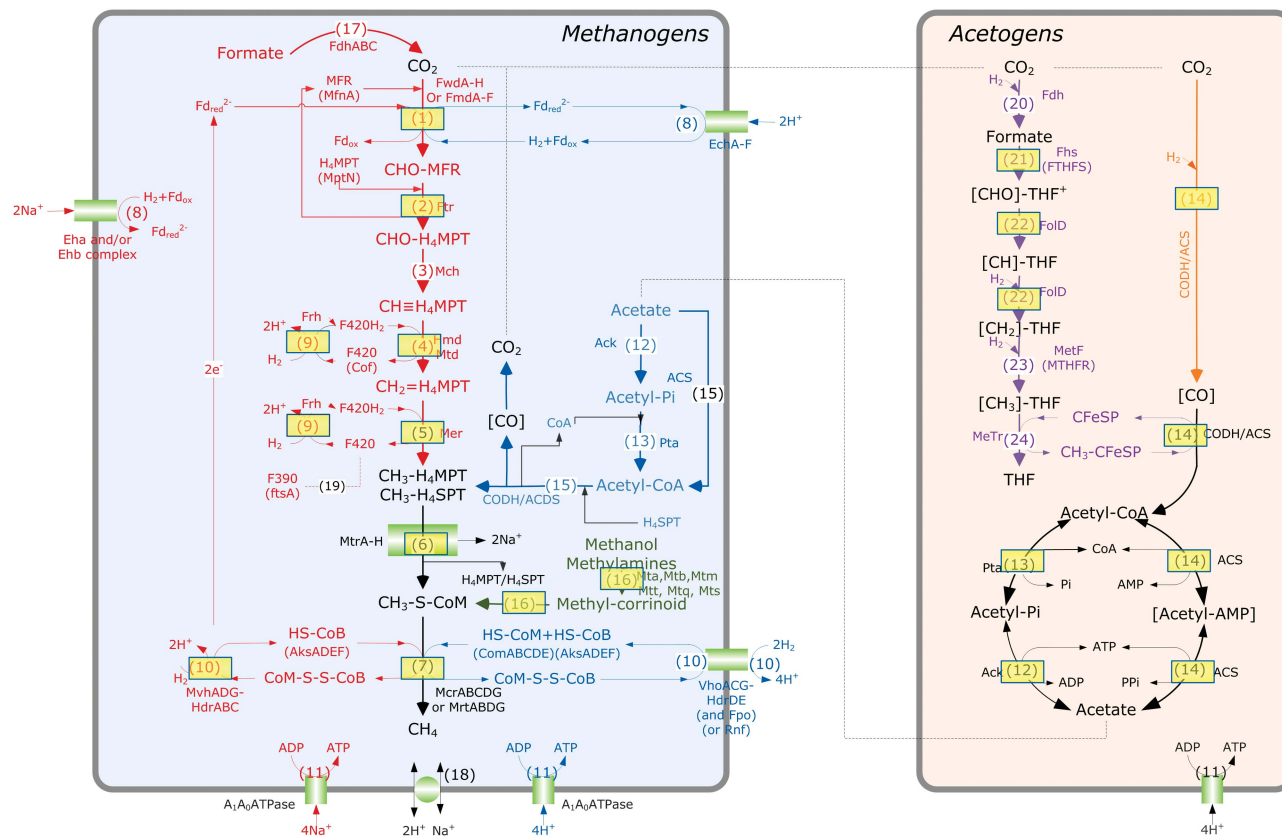 Methanogens
Formate
(17)
FdhABC
CO₂
MFR
(MfnA)
FwdA-H
Or FmdA-F
Fd_red²⁻
(1)
Fd_red²⁻
Fd_ox
H₂+Fd_ox
(8)
2H⁺
EchA-F
CHO-MFR
H₄MPT
(MptN)
(2)
Ftr
2Na⁺
(8)
H₂+Fd_ox
Fd_red²⁻
Eha and/or
Ehb complex
CHO-H₄MPT
(3)
Mch
CH≡H₄MPT
2H⁺
Frh
F420H₂
(9)
H₂
F420
(Cof)
(4)
Hmd
Mtd
2e⁻
CH₂=H₄MPT
2H⁺
Frh
F420H₂
(9)
H₂
F420
(5)
Mer
F390
(ftsA)
(19)
CH₃-H₄MPT
CH₃-H₄SPT
CO₂
[CO]
CODH/ACDS
Acetate
Ack
(12)
ACS
(15)
Acetyl-Pi
CoA
(13)
Pta
(15)
Acetyl-CoA
H₄SPT
MtrA-H
(6)
2Na⁺
H₄MPT/H₄SPT
Methanol
Methylamines
(16)
Mta,Mtb,Mtm
Mtt, Mtq, Mts
CH₃-S-CoM
(16)
Methyl-corrinoid
2H⁺
HS-CoB
(AksADEF)
HS-CoM+HS-CoB
(ComABCDE)(AksADEF)
(10)
H₂
CoM-S-S-CoB
(7)
CoM-S-S-CoB
(10)
(10)
2H₂
4H⁺
MvhADG-
HdrABC
McrABCDG
or MrtABDG
VhoACG-
HdrDE
(and Fpo)
(or Rnf)
CH₄
ADP
ATP
(11)
A₁A₀ATPase
4Na⁺
(18)
2H⁺
Na⁺
ADP
ATP
(11)
A₁A₀ATPase
4H⁺
Acetogens
CO₂
CO₂
H₂
Fdh
(20)
Formate
(21)
Fhs
(FTHFS)
H₂
(14)
[CHO]-THF⁺
(22)
FolD
[CH]-THF
H₂
(22)
FolD
CODH/ACS
[CH₂]-THF
H₂
(23)
MetF
(MTHFR)
[CH₃]-THF
[CO]
CFeSP
MeTr
(24)
(14)
CODH/ACS
CH₃-CFeSP
THF
Acetyl-CoA
Pta
(13)
CoA
(14)
ACS
Pi
AMP
Acetyl-Pi
[Acetyl-AMP]
Ack
(12)
ATP
(14)
ACS
ADP
PPi
Acetate
ADP
ATP
(11)
4H⁺